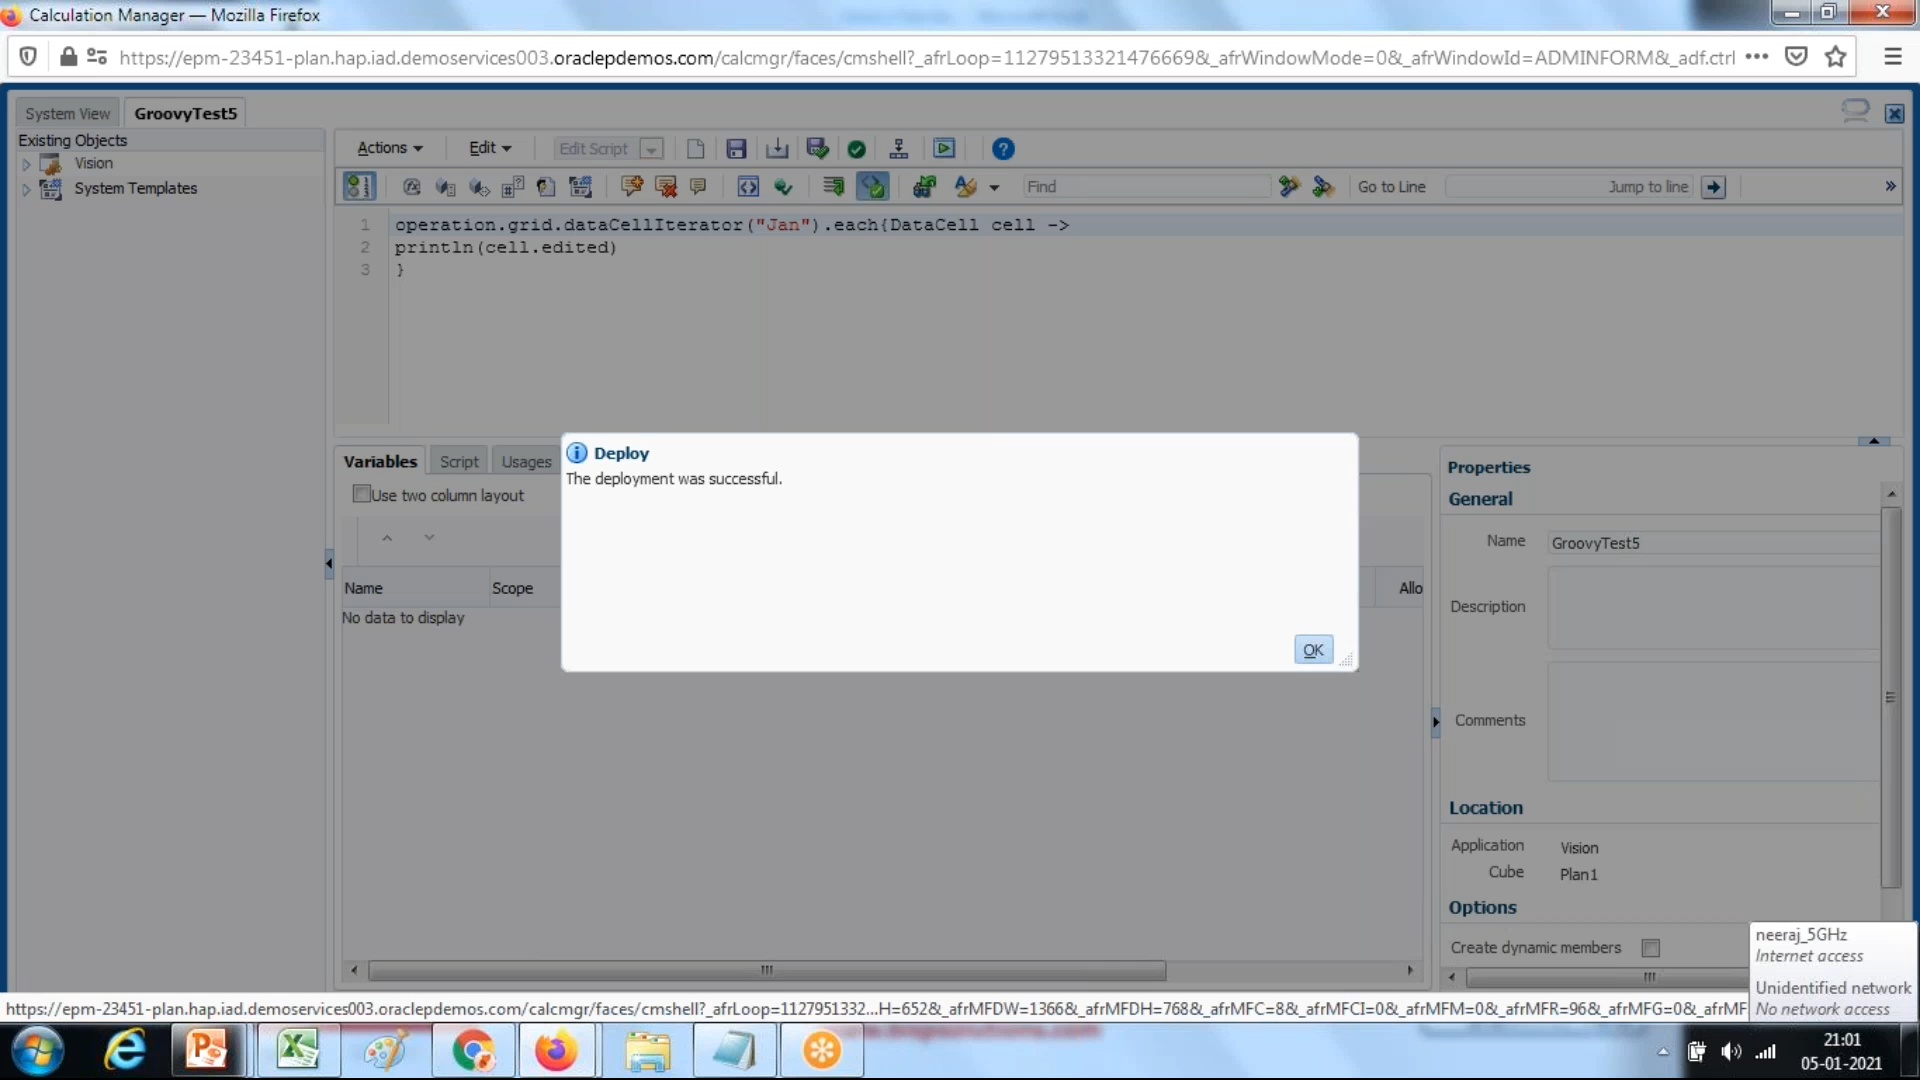 Calculation Manager — Mozilla Firefox
https://epm-23451-plan.hap.iad.demoservices003.oraclepdemos.com/calcmgr/faces/cmshell?_afrLoop=11279513321476669&_afrWindowMode=0&_afrWindowId=ADMINFORM&_adf.ctrl
System View
GroovyTest5
Existing Objects
Vision
System Templates
Actions
Edit
Edit Script
Find
Go to Line
Jump to line
1 operation.grid.dataCellIterator("Jan").each{DataCell cell ->
2 println(cell.edited)
3 }
Deploy
The deployment was successful.
OK
Variables
Script
Usages
Use two column layout
Name
Scope
Allo
No data to display
Properties
General
Name GroovyTest5
Description
Comments
Location
Application Vision
Cube Plan1
Options
Create dynamic members
neeraj_5GHz
Internet access
Unidentified network
No network access
https://epm-23451-plan.hap.iad.demoservices003.oraclepdemos.com/calcmgr/faces/cmshell?_afrLoop=1127951332...H=652&_afrMFDW=1366&_afrMFDH=768&_afrMFC=8&_afrMFCI=0&_afrMFM=0&_afrMFR=96&_afrMFG=0&_afrMF
21:01
05-01-2021